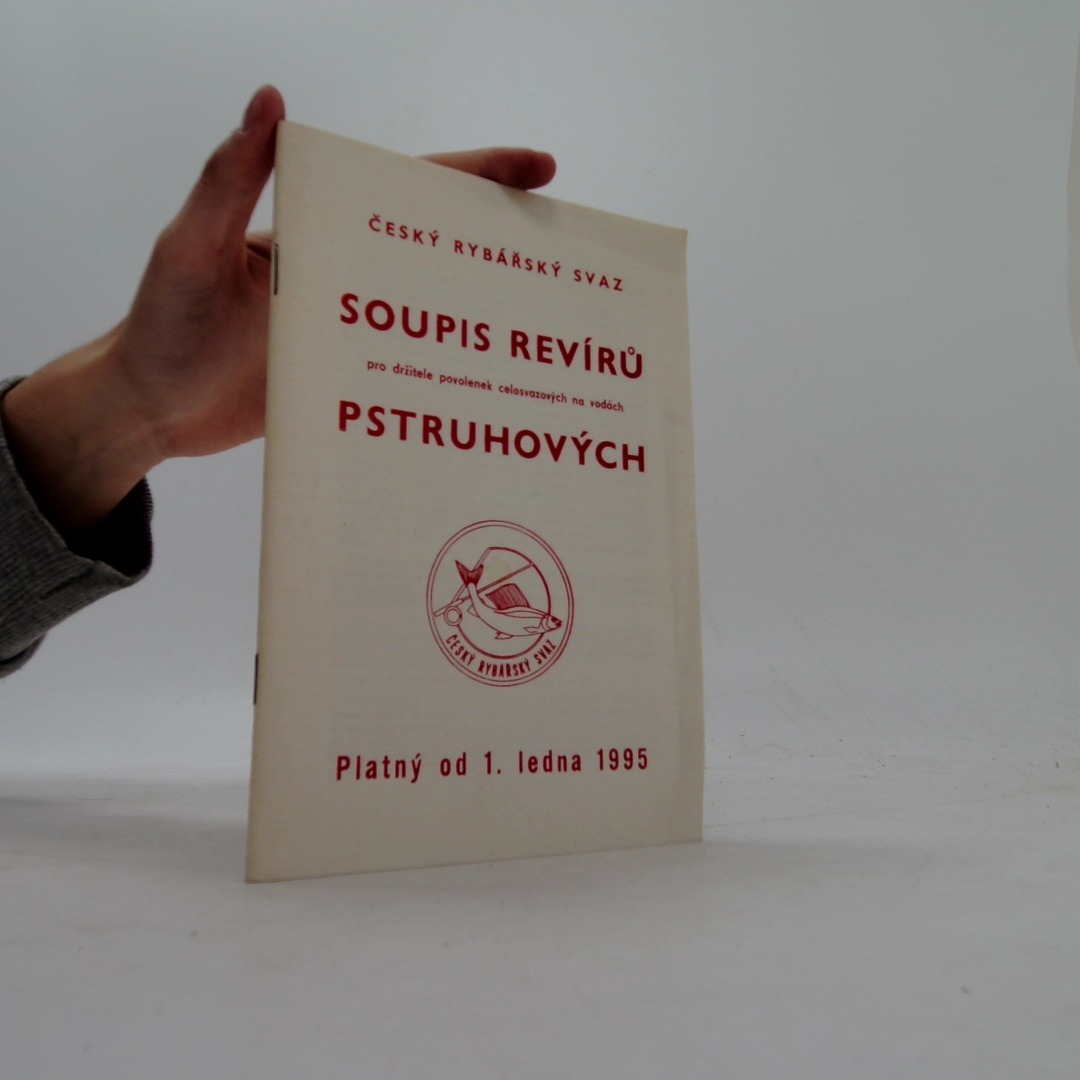 ČESKÝ RYBÁŘSKÝ SVAZ
SOUPIS REVÍRŮ
pro držitele povolenek celosvazových na vodách
PSTRUHOVÝCH
ČESKÝ RYBÁŘSKÝ SVAZ
Platný od 1. ledna 1995